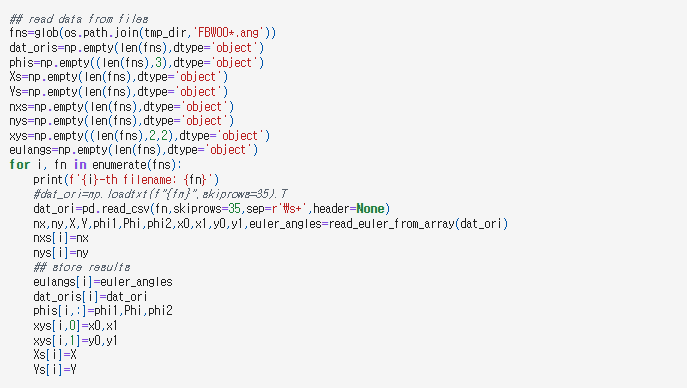 ## read data from files
fns=glob(os.path.join(tmp_dir,'FBW00*.ang'))
dat_oris=np.empty(len(fns),dtype='object')
phis=np.empty((len(fns),3),dtype='object')
Xs=np.empty(len(fns),dtype='object')
Ys=np.empty(len(fns),dtype='object')
nxs=np.empty(len(fns),dtype='object')
nys=np.empty(len(fns),dtype='object')
xys=np.empty((len(fns),2,2),dtype='object')
eulangs=np.empty(len(fns),dtype='object')
for i, fn in enumerate(fns):
    print(f'{i}-th filename: {fn}')
    #dat_ori=np.loadtxt(f"{fn}",skiprows=35).T
    dat_ori=pd.read_csv(fn,skiprows=35,sep=r'₩s+',header=None)
    nx,ny,X,Y,phi1,Phi,phi2,x0,x1,y0,y1,euler_angles=read_euler_from_array(dat_ori)
    nxs[i]=nx
    nys[i]=ny
    ## store results
    eulangs[i]=euler_angles
    dat_oris[i]=dat_ori
    phis[i,:]=phi1,Phi,phi2
    xys[i,0]=x0,x1
    xys[i,1]=y0,y1
    Xs[i]=X
    Ys[i]=Y